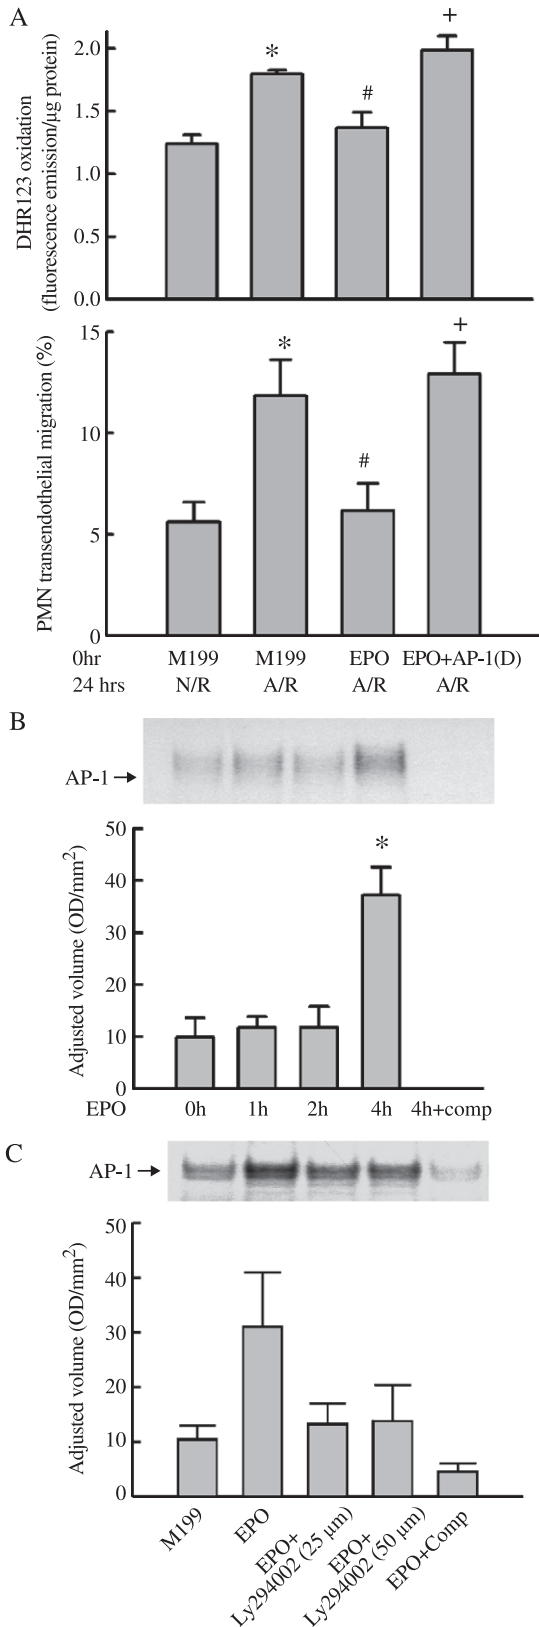 A
DHR123 oxidation
(fluorescence emission/µg protein)
2.0
1.5
1.0
0.5
0.0
*
#
+
PMN transendothelial migration (%)
15
10
5
0
*
#
+
0hr M199 M199 EPO EPO+AP-1(D)
24 hrs N/R A/R A/R A/R
B
AP-1
Adjusted volume (OD/mm²)
50
40
30
20
10
0
*
EPO 0h 1h 2h 4h 4h+comp
C
AP-1
Adjusted volume (OD/mm²)
50
40
30
20
10
0
M199
EPO
EPO+
Ly294002 (25 µm)
EPO+
Ly294002 (50 µm)
EPO+Comp